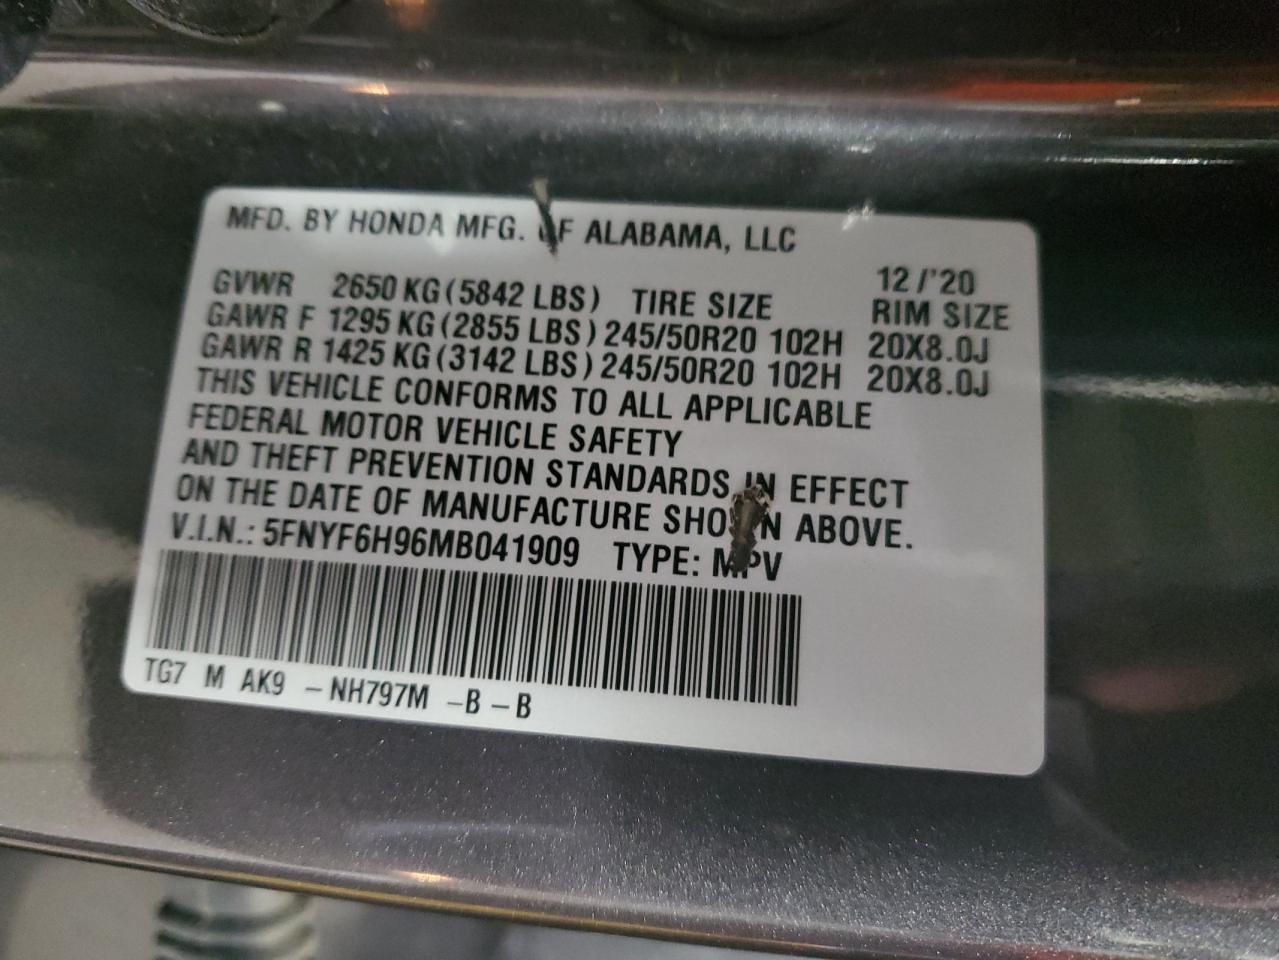 MFD. BY HONDA MFG. OF ALABAMA, LLC
12/'20
GVWR 2650 KG (5842 LBS) TIRE SIZE RIM SIZE
GAWR F 1295 KG (2855 LBS) 245/50R20 102H 20X8.0J
GAWR R 1425 KG (3142 LBS) 245/50R20 102H 20X8.0J
THIS VEHICLE CONFORMS TO ALL APPLICABLE
FEDERAL MOTOR VEHICLE SAFETY
AND THEFT PREVENTION STANDARDS IN EFFECT
ON THE DATE OF MANUFACTURE SHOWN ABOVE.
V.I.N.: 5FNYF6H96MB041909 TYPE: MPV
TG7 M AK9 -NH797M -B-B